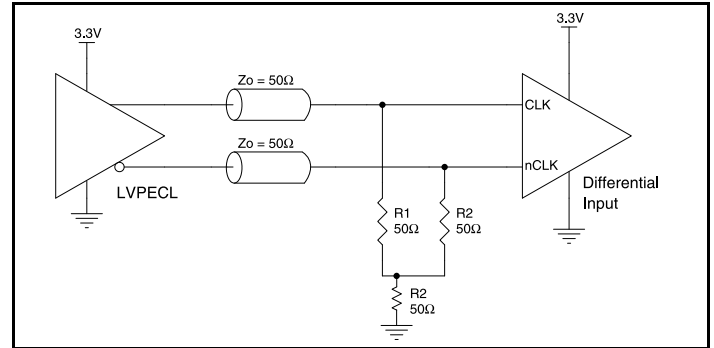 3.3V
3.3V
Zo = 50Ω
CLK
Zo = 50Ω
nCLK
LVPECL
Differential
Input
R1
50Ω
R2
50Ω
R2
50Ω